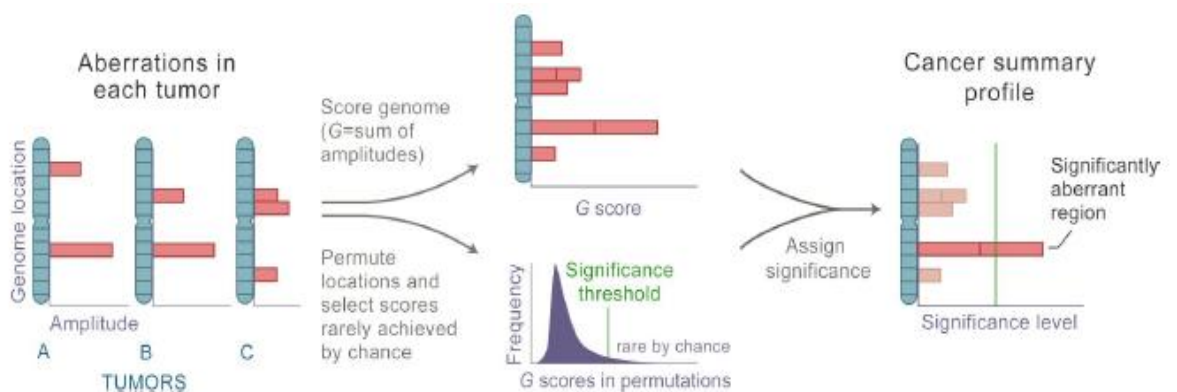 Aberrations in
each tumor
Genome location
Amplitude
A
B
C
TUMORS
Score genome
(G=sum of
amplitudes)
Permute
locations and
select scores
rarely achieved
by chance
G score
Frequency
Significance
threshold
rare by chance
G scores in permutations
Assign
significance
Cancer summary
profile
Significantly
aberrant
region
Significance level